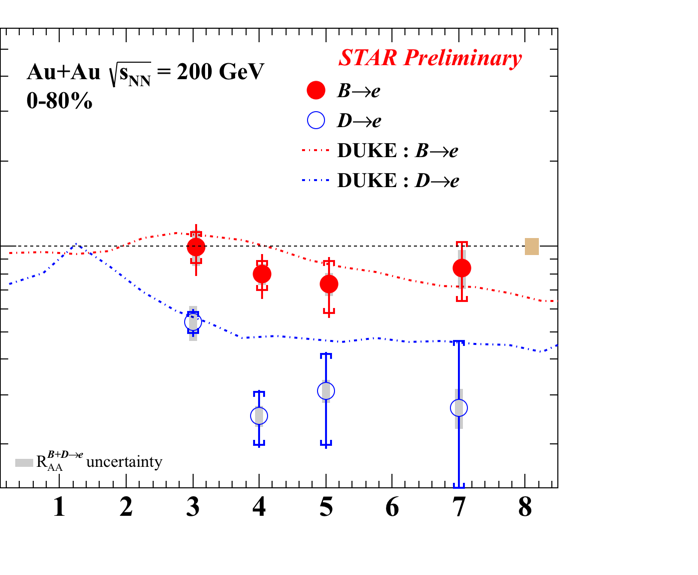 STAR Preliminary
Au+Au √sNN = 200 GeV
0-80%
B→e
D→e
DUKE : B→e
DUKE : D→e
R_AA^B+D→e uncertainty
1 2 3 4 5 6 7 8